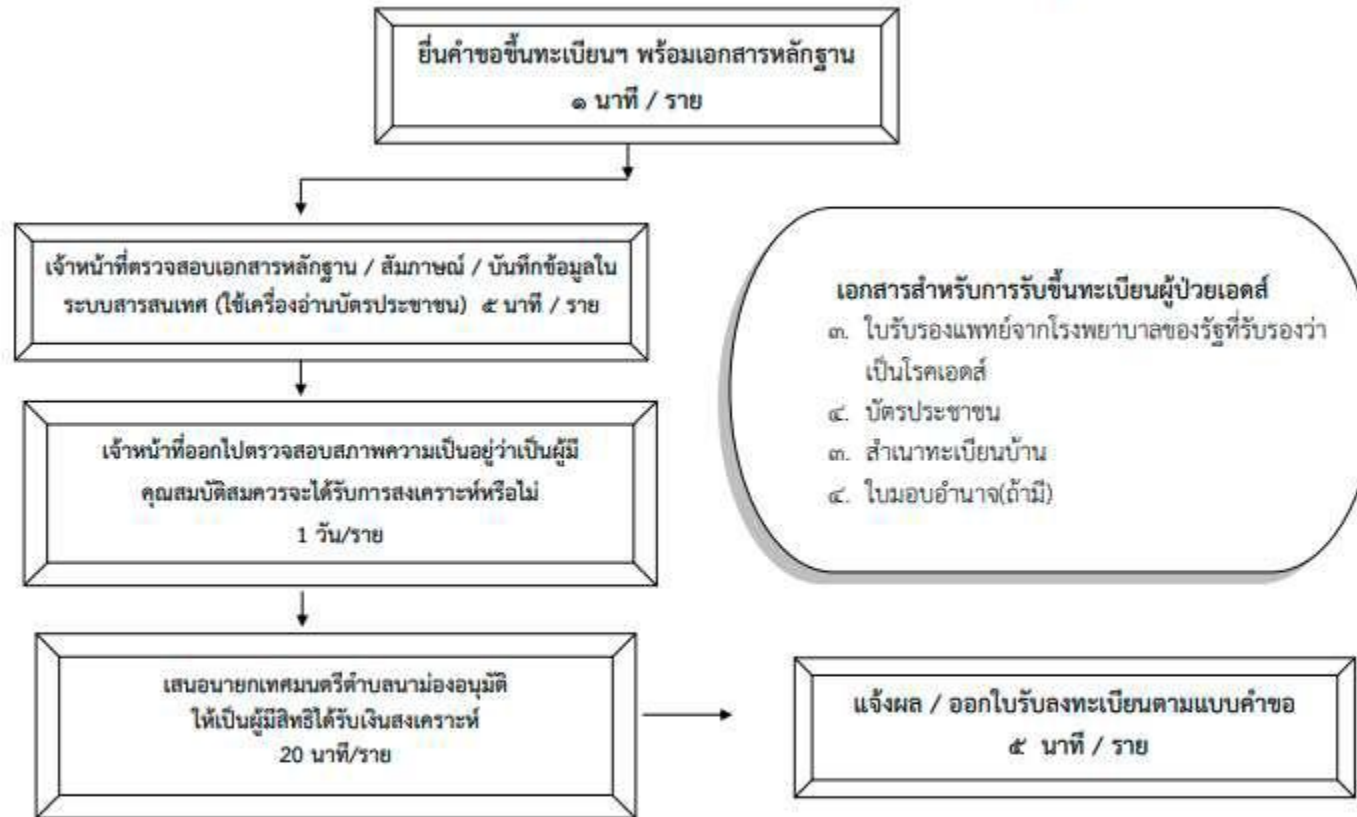 ยื่นคำขอขึ้นทะเบียนฯ พร้อมเอกสารหลักฐาน
๑ นาที / ราย
เจ้าหน้าที่ตรวจสอบเอกสารหลักฐาน / สัมภาษณ์ / บันทึกข้อมูลใน
ระบบสารสนเทศ (ใช้เครื่องอ่านบัตรประชาชน) ๕ นาที / ราย
เจ้าหน้าที่ออกไปตรวจสอบสภาพความเป็นอยู่ว่าเป็นผู้มี
คุณสมบัติสมควรจะได้รับการสงเคราะห์หรือไม่
1 วัน/ราย
เสนอนายกเทศมนตรีตำบลนาม่องอนุมัติ
ให้เป็นผู้มีสิทธิได้รับเงินสงเคราะห์
20 นาที/ราย
แจ้งผล / ออกใบรับลงทะเบียนตามแบบคำขอ
๕ นาที / ราย
เอกสารสำหรับการรับขึ้นทะเบียนผู้ป่วยเอดส์
๓. ใบรับรองแพทย์จากโรงพยาบาลของรัฐที่รับรองว่า
เป็นโรคเอดส์
๔. บัตรประชาชน
๓. สำเนาทะเบียนบ้าน
๔. ใบมอบอำนาจ(ถ้ามี)